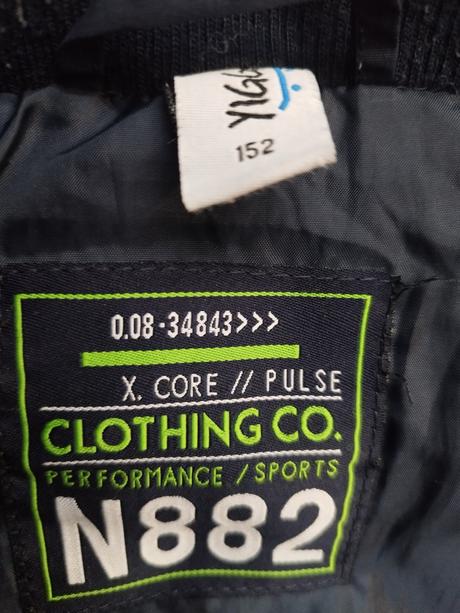 152
0.08-34843>>>
X. CORE // PULSE
CLOTHING CO.
PERFORMANCE / SPORTS
N882